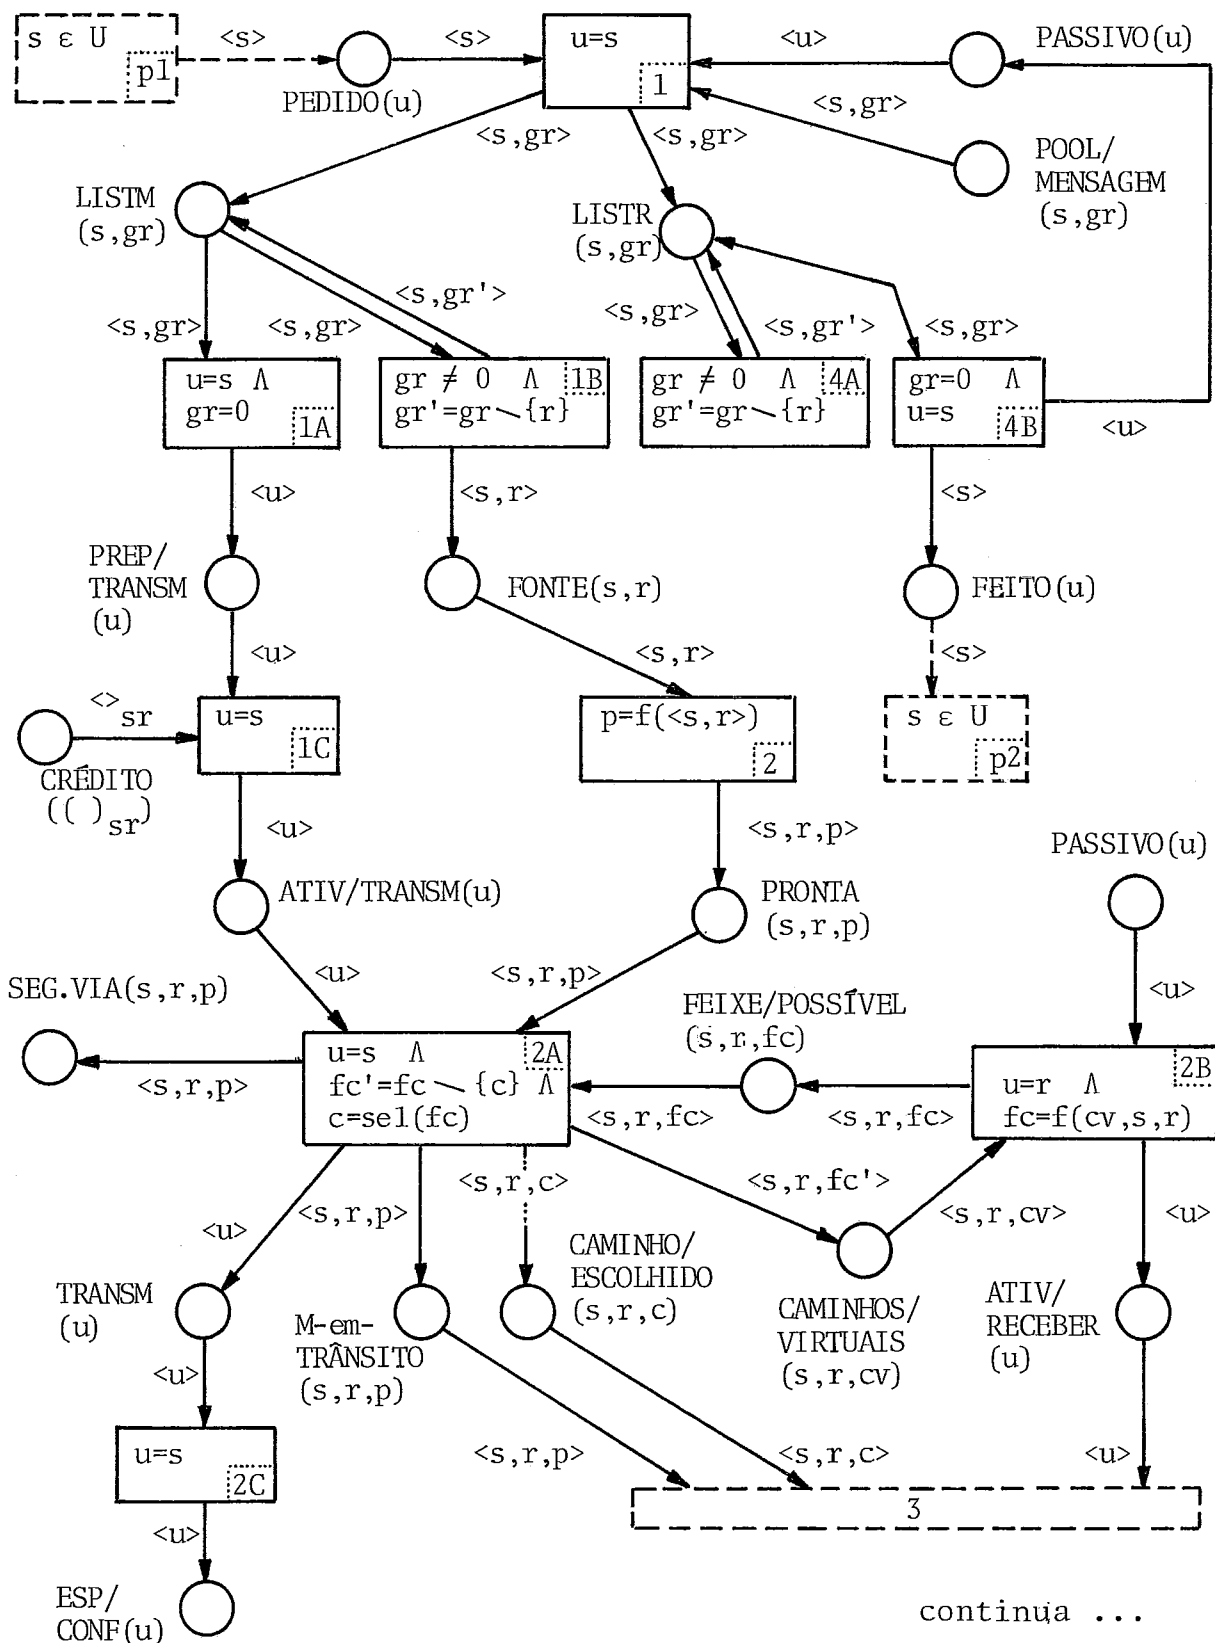 s ε U
p1
<s>
PEDIDO(u)
<s>
u=s
1
<u>
PASSIVO(u)
<s,gr>
<s,gr>
<s,gr>
POOL/
MENSAGEM
(s,gr)
LISTM
(s,gr)
LISTR
(s,gr)
<s,gr>
<s,gr>
<s,gr'>
<s,gr>
<s,gr'>
<s,gr>
u=s Λ
gr=0
1A
gr ≠ 0 Λ
gr'=gr ∖ {r}
1B
gr ≠ 0 Λ
gr'=gr ∖ {r}
4A
gr=0 Λ
u=s
4B
<u>
<u>
<s,r>
<s>
PREP/
TRANSM
(u)
FONTE(s,r)
FEITO(u)
<u>
<s,r>
<s>
<>sr
u=s
1C
p=f(<s,r>)
2
s ε U
p2
CRÉDITO
(( )sr)
<u>
<s,r,p>
PASSIVO(u)
ATIV/TRANSM(u)
PRONTA
(s,r,p)
<u>
<s,r,p>
<u>
SEG.VIA(s,r,p)
FEIXE/POSSÍVEL
(s,r,fc)
<s,r,p>
u=s Λ
fc'=fc ∖ {c} Λ
c=sel(fc)
2A
<s,r,fc>
<s,r,fc>
u=r Λ
fc=f(cv,s,r)
2B
<u>
<s,r,p>
<s,r,c>
<s,r,fc'>
<s,r,cv>
<u>
TRANSM
(u)
M-em-
TRÂNSITO
(s,r,p)
CAMINHO/
ESCOLHIDO
(s,r,c)
CAMINHOS/
VIRTUAIS
(s,r,cv)
ATIV/
RECEBER
(u)
<u>
u=s
2C
<s,r,p>
<s,r,c>
<u>
3
<u>
ESP/
CONF(u)
continua ...